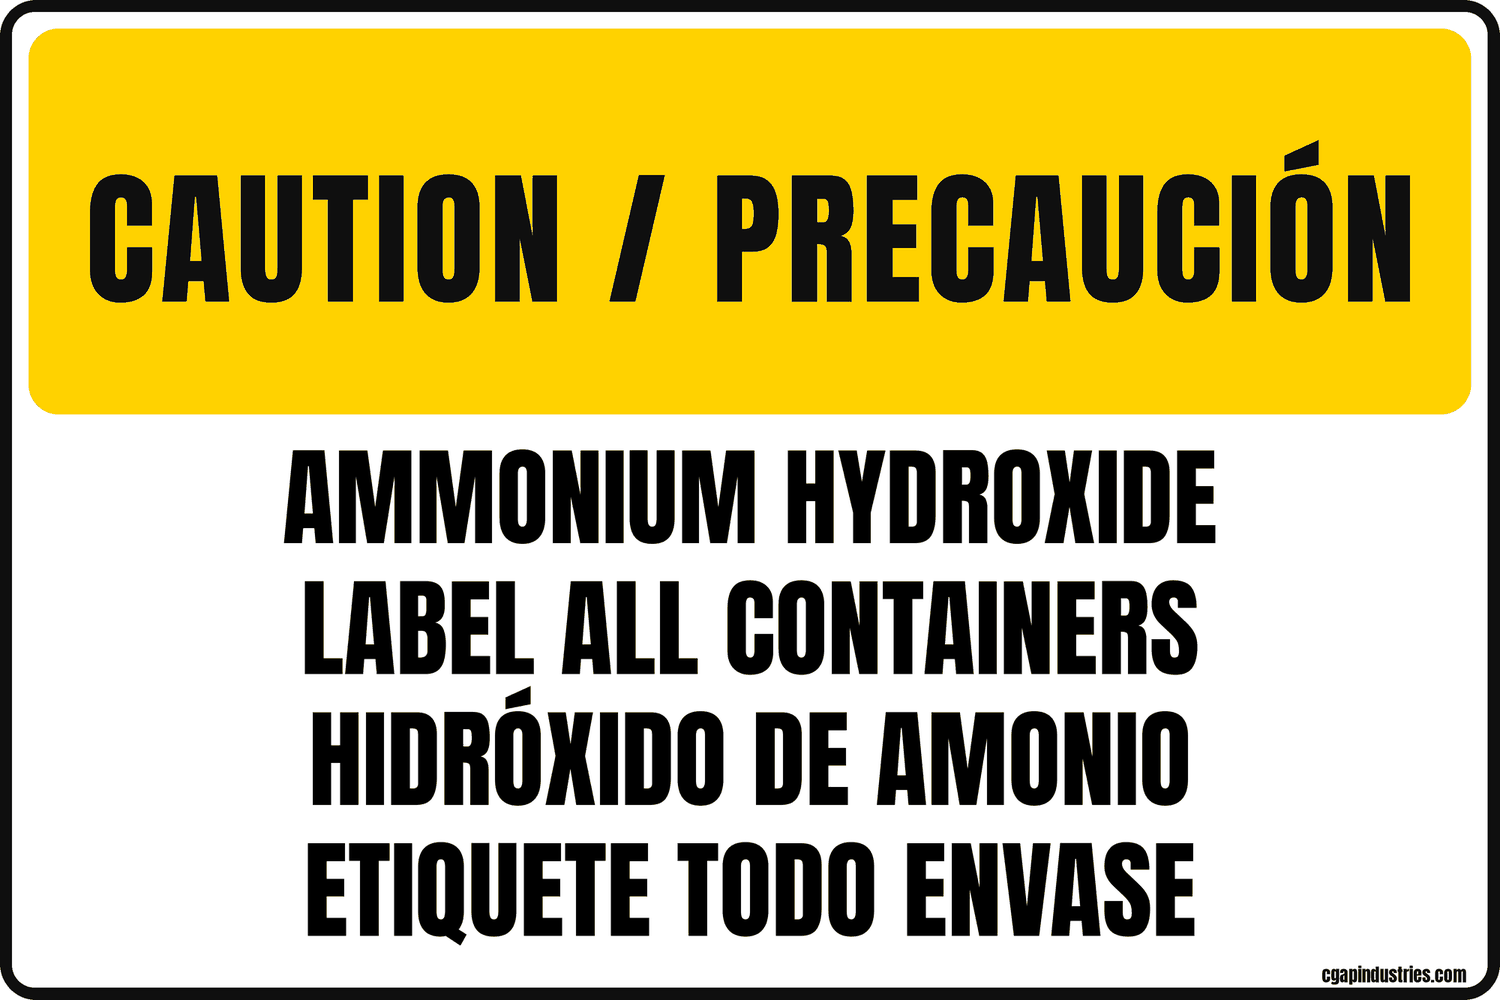 CAUTION / PRECAUCIÓN
AMMONIUM HYDROXIDE
LABEL ALL CONTAINERS
HIDRÓXIDO DE AMONIO
ETIQUETE TODO ENVASE
cgapindustries.com